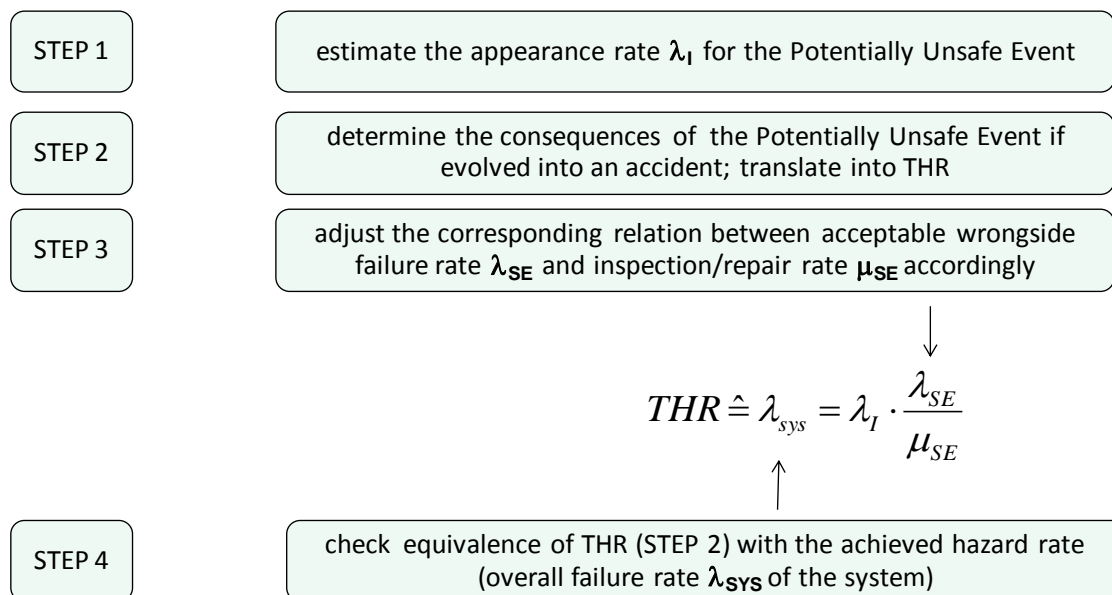 STEP 1
estimate the appearance rate λI for the Potentially Unsafe Event
STEP 2
determine the consequences of the Potentially Unsafe Event if
evolved into an accident; translate into THR
STEP 3
adjust the corresponding relation between acceptable wrongside
failure rate λSE and inspection/repair rate μSE accordingly
THR ≙ λsys = λI · λSE / μSE
STEP 4
check equivalence of THR (STEP 2) with the achieved hazard rate
(overall failure rate λSYS of the system)